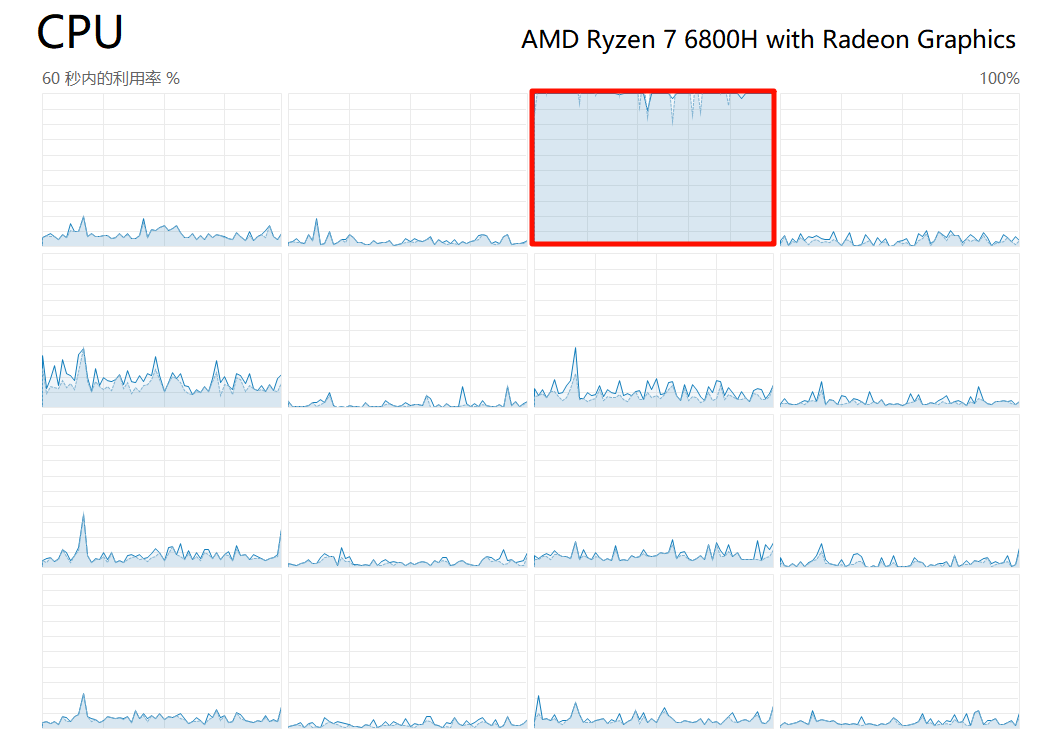 CPU
AMD Ryzen 7 6800H with Radeon Graphics
60 秒内的利用率 %
100%